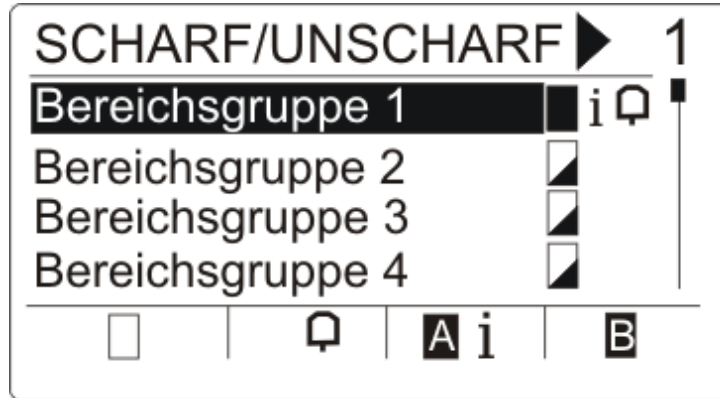 SCHARF/UNSCHARF ▶ 1
Bereichsgruppe 1 i
Bereichsgruppe 2
Bereichsgruppe 3
Bereichsgruppe 4
A i B